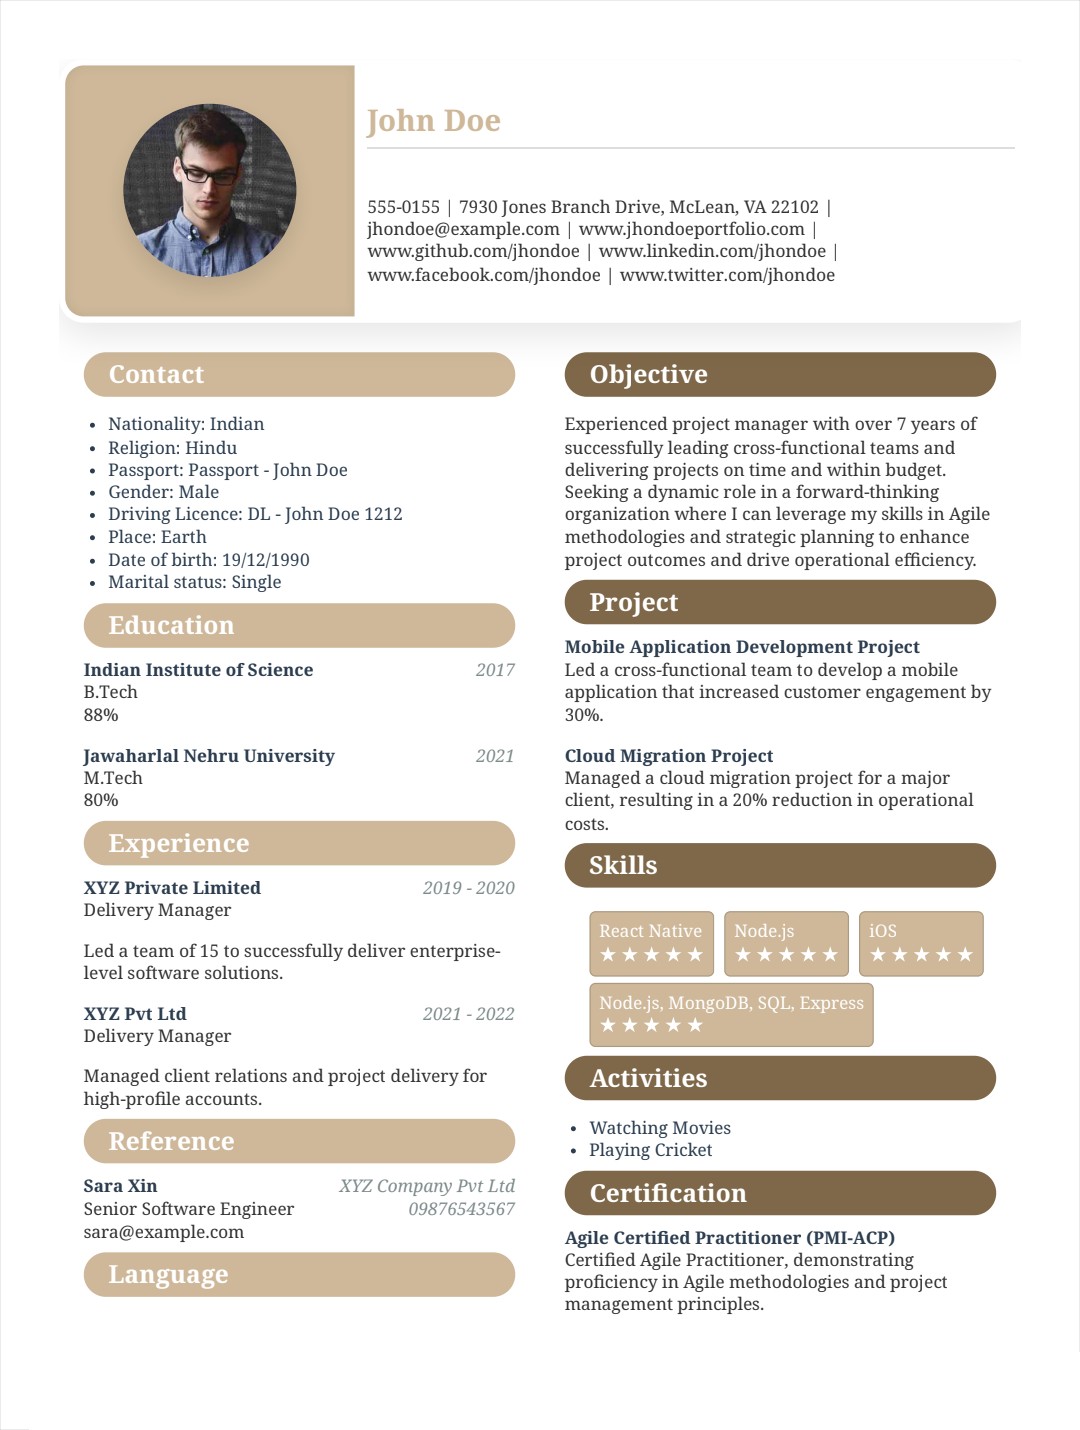 John Doe
555-0155 | 7930 Jones Branch Drive, McLean, VA 22102 |
jhondoe@example.com | www.jhondoeportfolio.com |
www.github.com/jhondoe | www.linkedin.com/jhondoe |
www.facebook.com/jhondoe | www.twitter.com/jhondoe
Contact
• Nationality: Indian
• Religion: Hindu
• Passport: Passport - John Doe
• Gender: Male
• Driving Licence: DL - John Doe 1212
• Place: Earth
• Date of birth: 19/12/1990
• Marital status: Single
Education
Indian Institute of Science 2017
B.Tech
88%
Jawaharlal Nehru University 2021
M.Tech
80%
Experience
XYZ Private Limited 2019 - 2020
Delivery Manager
Led a team of 15 to successfully deliver enterprise-
level software solutions.
XYZ Pvt Ltd 2021 - 2022
Delivery Manager
Managed client relations and project delivery for
high-profile accounts.
Reference
Sara Xin XYZ Company Pvt Ltd
Senior Software Engineer 09876543567
sara@example.com
Language
Objective
Experienced project manager with over 7 years of
successfully leading cross-functional teams and
delivering projects on time and within budget.
Seeking a dynamic role in a forward-thinking
organization where I can leverage my skills in Agile
methodologies and strategic planning to enhance
project outcomes and drive operational efficiency.
Project
Mobile Application Development Project
Led a cross-functional team to develop a mobile
application that increased customer engagement by
30%.
Cloud Migration Project
Managed a cloud migration project for a major
client, resulting in a 20% reduction in operational
costs.
Skills
React Native Node.js iOS
★★★★★ ★★★★★ ★★★★★
Node.js, MongoDB, SQL, Express
★★★★★
Activities
• Watching Movies
• Playing Cricket
Certification
Agile Certified Practitioner (PMI-ACP)
Certified Agile Practitioner, demonstrating
proficiency in Agile methodologies and project
management principles.